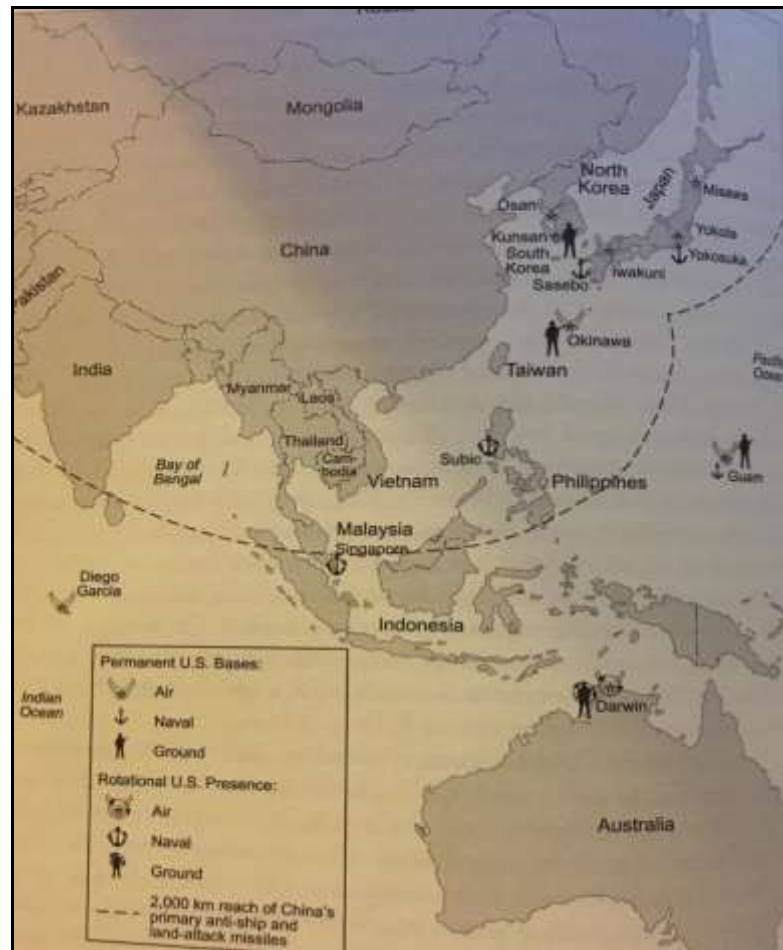 Kazakhstan
Mongolia
North
Korea
Japan
Misawa
Osan
Kunsan
South
Korea
Yokota
Yokosuka
Sasebo
Iwakuni
China
Pakistan
Okinawa
Taiwan
India
Myanmar
Laos
Thailand
Cam-
bodia
Vietnam
Bay of
Bangal
Subic
Philippines
Guam
Malaysia
Singaporn
Diego
Garcia
Indonesia
Indian
Ocean
Darwin
Australia
Permanent U.S. Bases:
Air
Naval
Ground
Rotational U.S. Presence:
Air
Naval
Ground
2,000 km reach of China's
primary anti-ship and
land-attack missiles